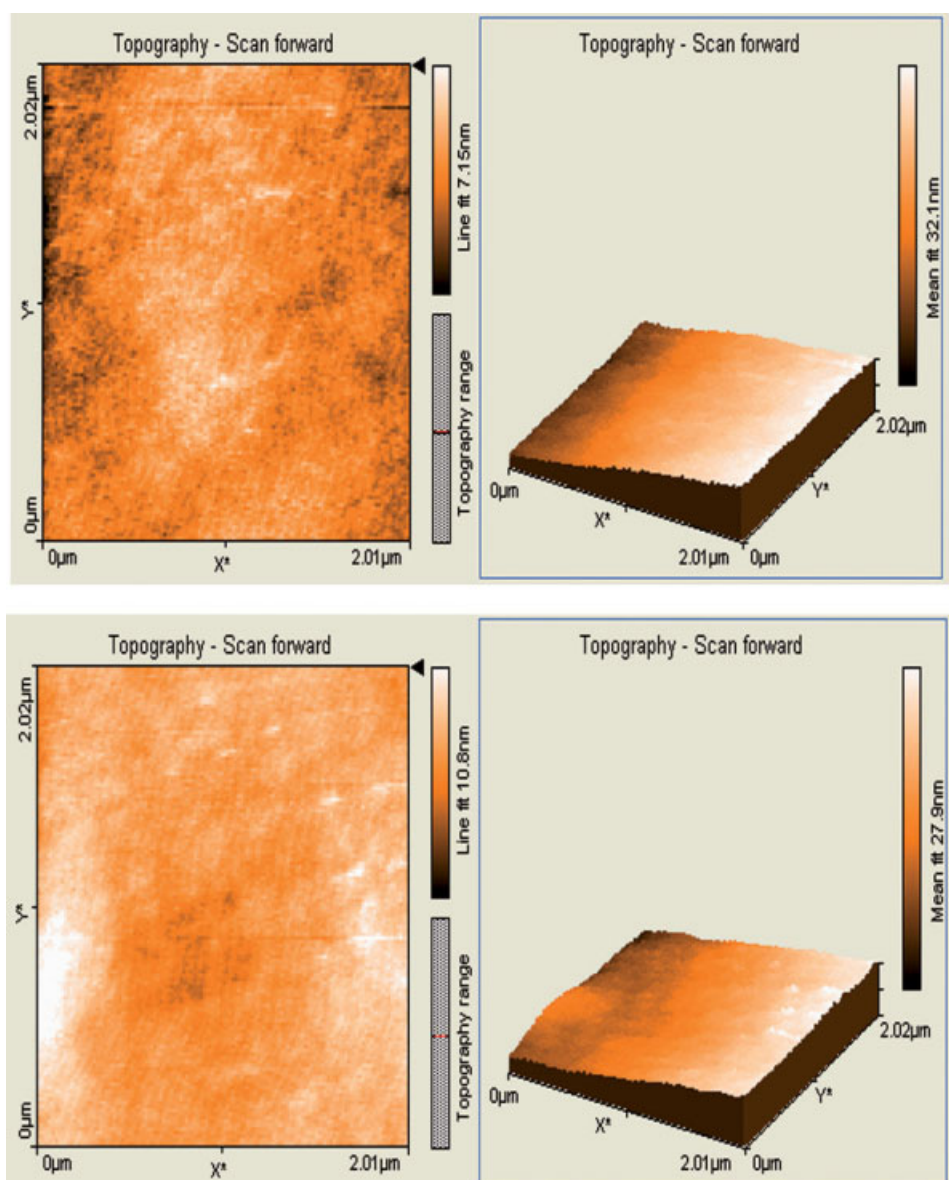 Topography - Scan forward
2.02µm
Y*
0µm
0µm
X*
2.01µm
Line fit 7.15nm
Topography range
Topography - Scan forward
Mean fit 32.1nm
2.02µm
Y*
0µm
X*
2.01µm
0µm
Topography - Scan forward
2.02µm
Y*
0µm
0µm
X*
2.01µm
Line fit 10.8nm
Topography range
Topography - Scan forward
Mean fit 27.9nm
2.02µm
Y*
0µm
X*
2.01µm
0µm